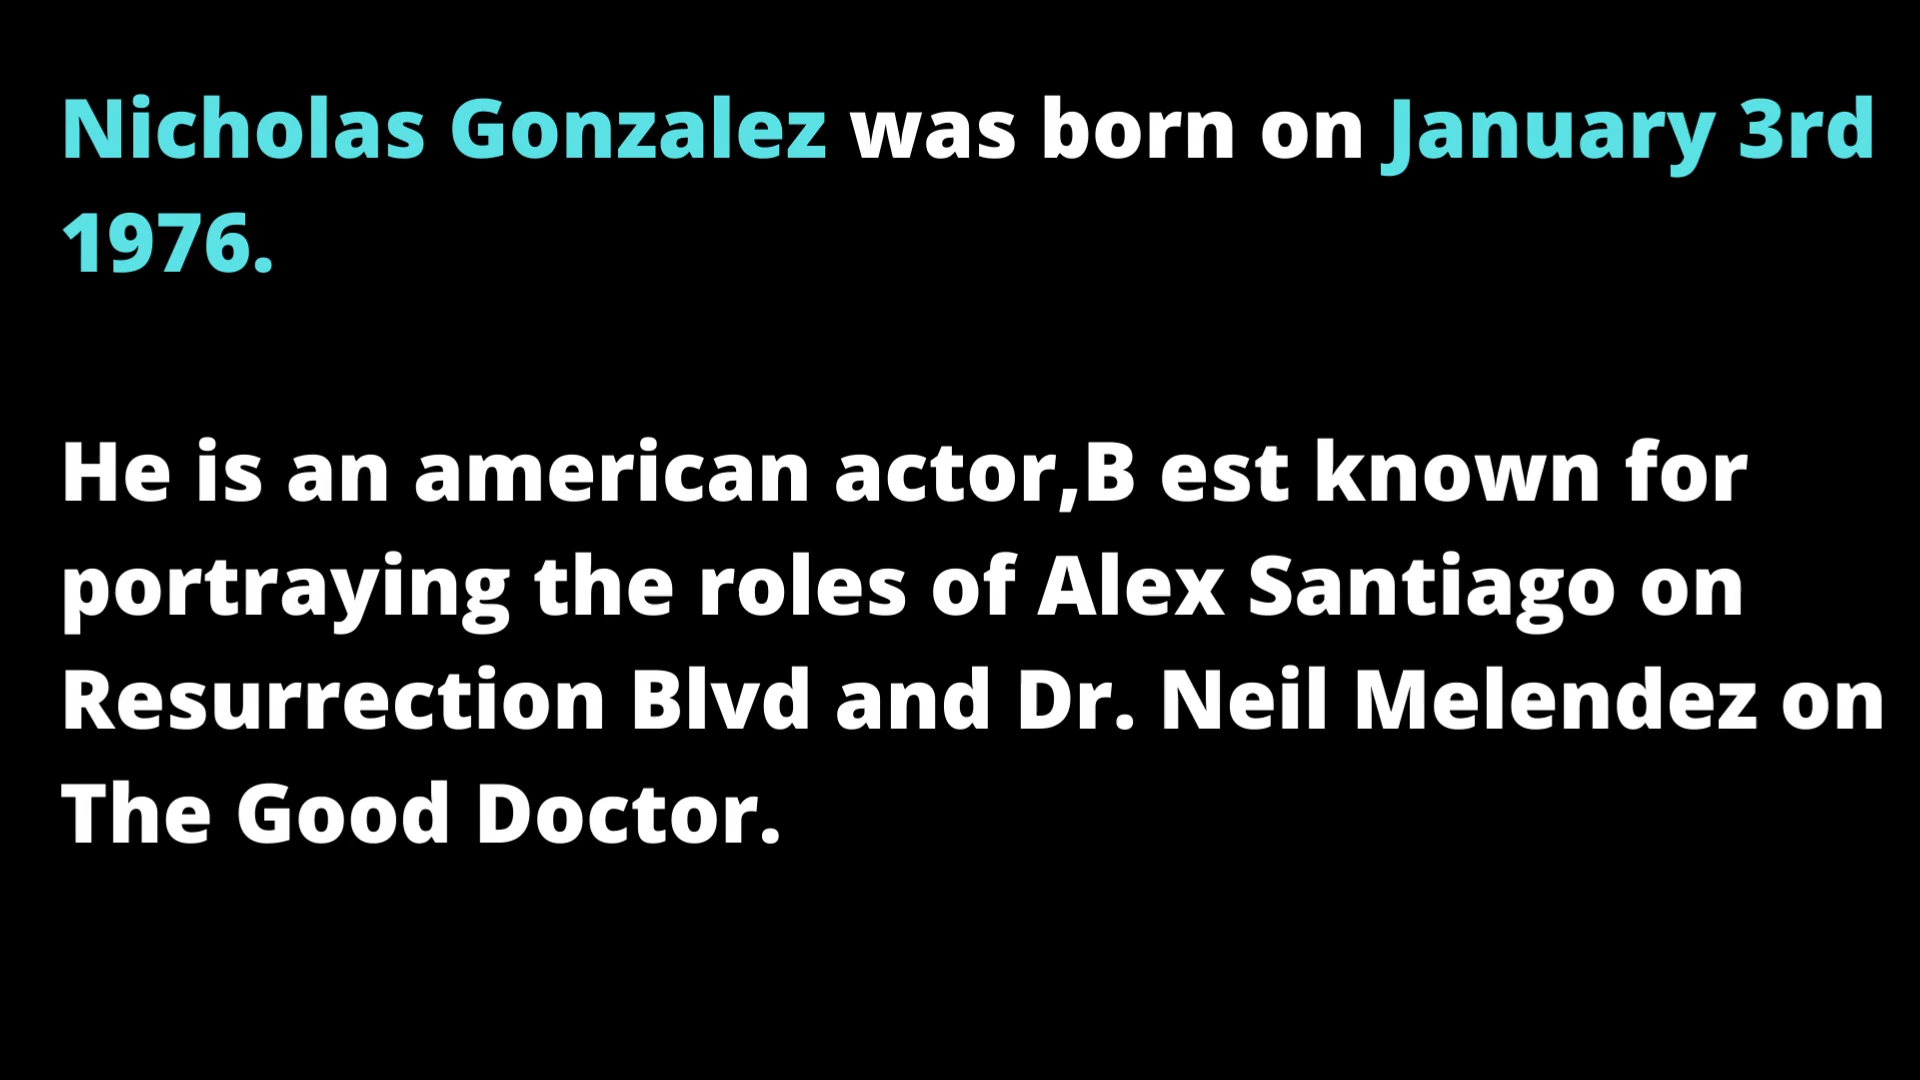 Nicholas Gonzalez was born on January 3rd
1976.
He is an american actor,B est known for
portraying the roles of Alex Santiago on
Resurrection Blvd and Dr. Neil Melendez on
The Good Doctor.